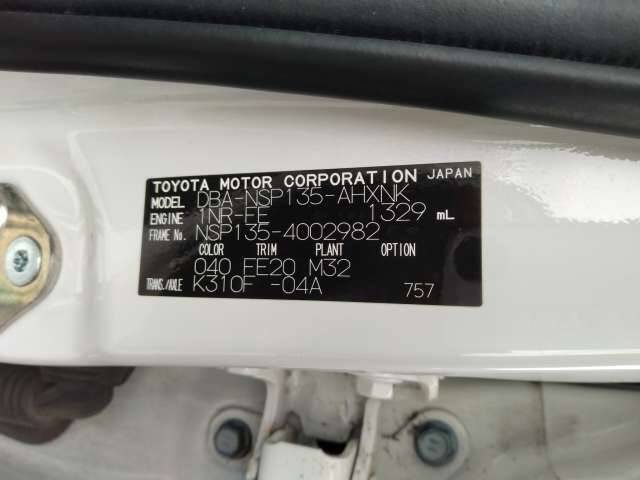 TOYOTA MOTOR CORPORATION JAPAN
MODEL DBA-NSP135-AHXNK
ENGINE 1NR-FE 1329 mL
FRAME No. NSP135-4002982
COLOR TRIM PLANT OPTION
040 FE20 M32
TRANS./AXLE K310F -04A 757